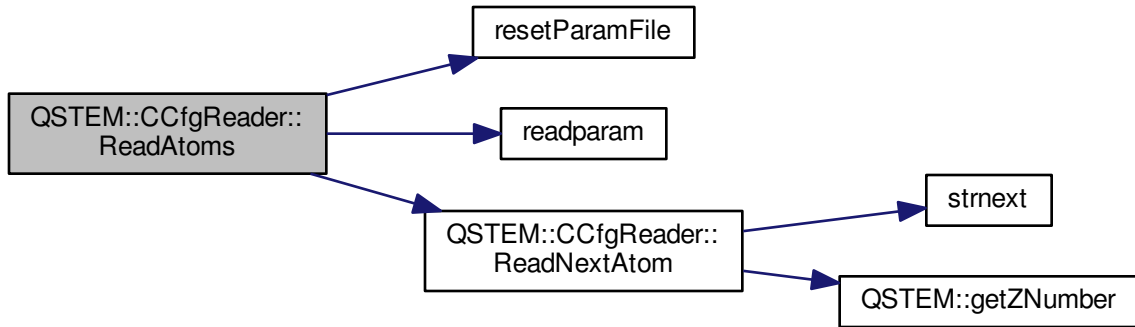 resetParamFile
QSTEM::CCfgReader::
ReadAtoms
readparam
strnext
QSTEM::CCfgReader::
ReadNextAtom
QSTEM::getZNumber